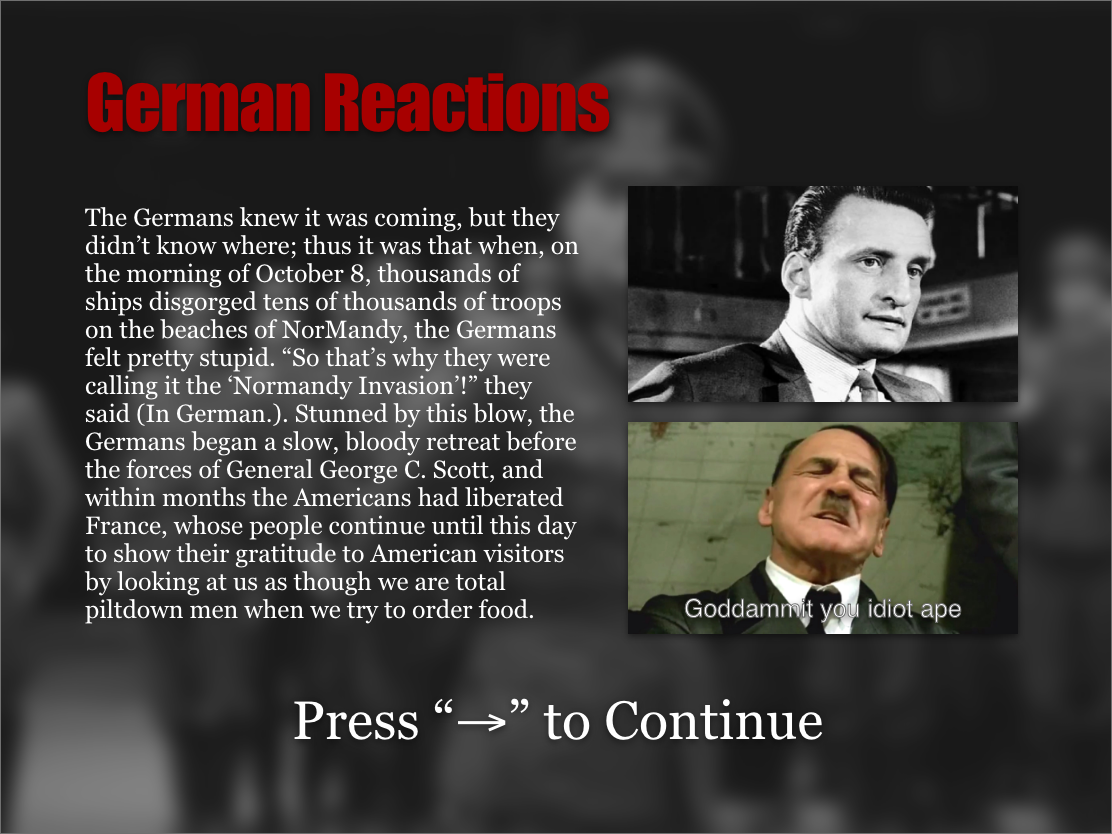 German Reactions
The Germans knew it was coming, but they
didn’t know where; thus it was that when, on
the morning of October 8, thousands of
ships disgorged tens of thousands of troops
on the beaches of NorMandy, the Germans
felt pretty stupid. “So that’s why they were
calling it the ‘Normandy Invasion’!” they
said (In German.). Stunned by this blow, the
Germans began a slow, bloody retreat before
the forces of General George C. Scott, and
within months the Americans had liberated
France, whose people continue until this day
to show their gratitude to American visitors
by looking at us as though we are total
piltdown men when we try to order food.
Goddammit you idiot ape
Press “→” to Continue